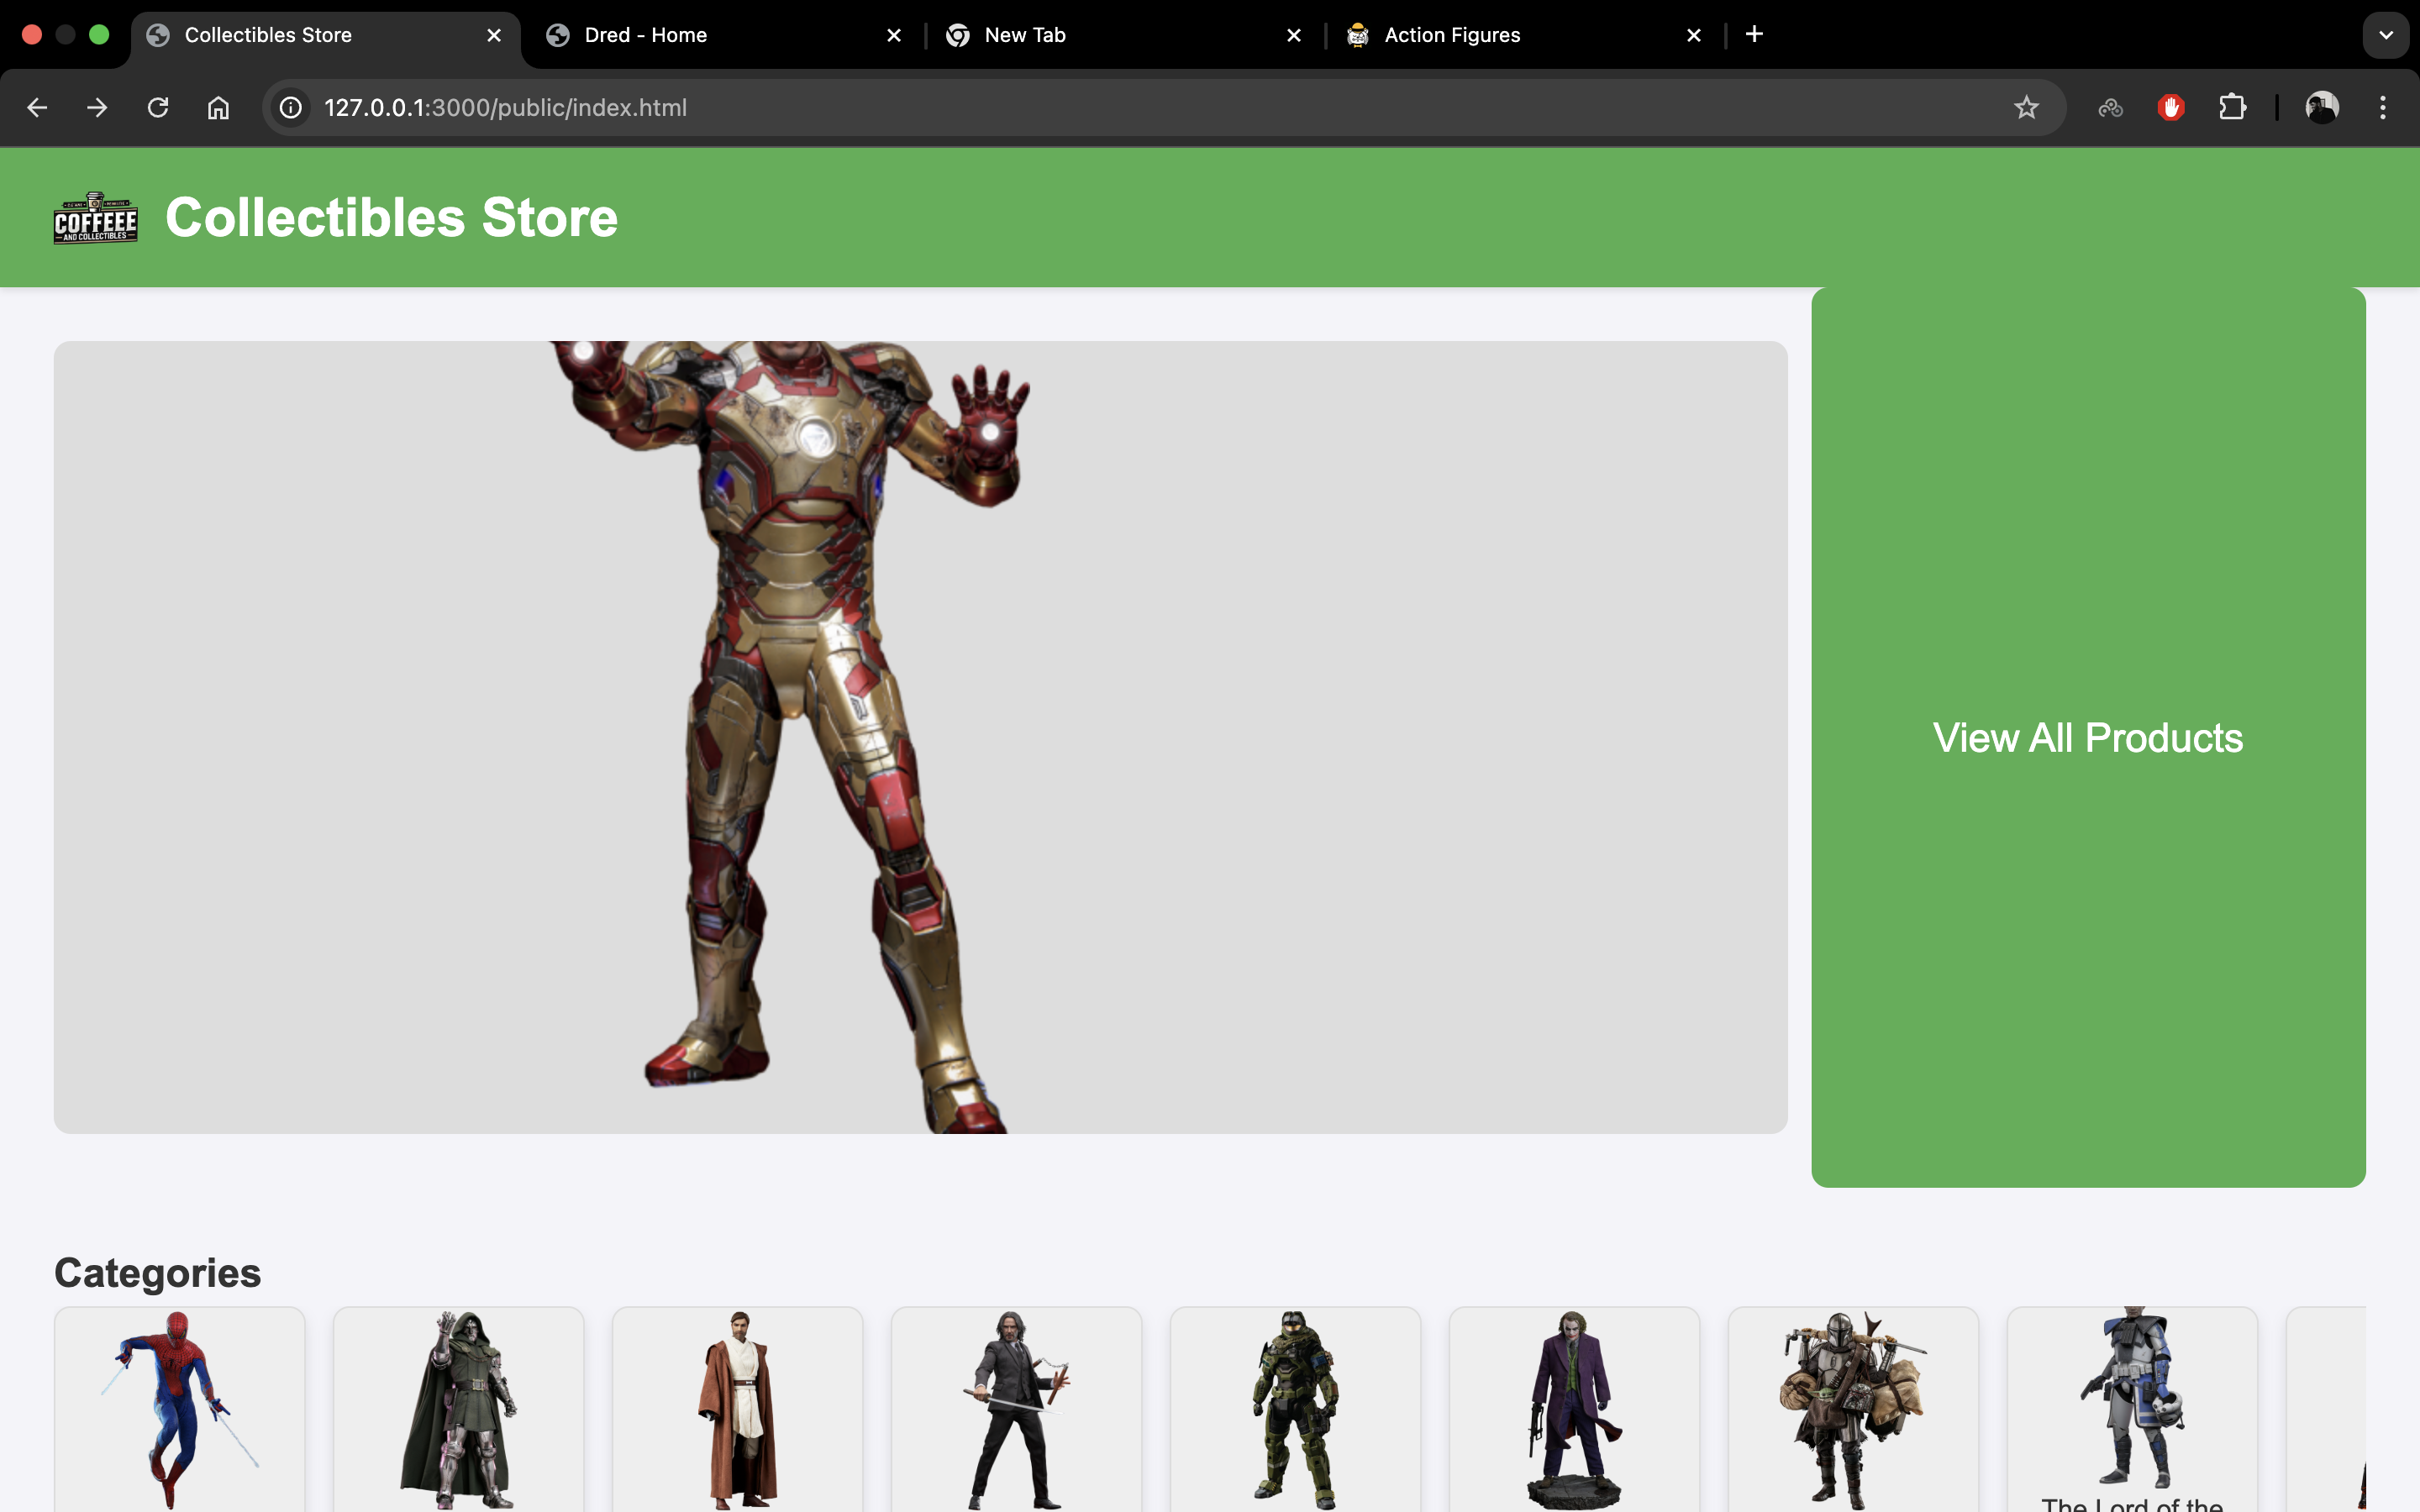 Collectibles Store
Dred - Home
New Tab
Action Figures
127.0.0.1:3000/public/index.html
COFFEEE
AND COLLECTIBLES
Collectibles Store
View All Products
Categories
The Lord of the